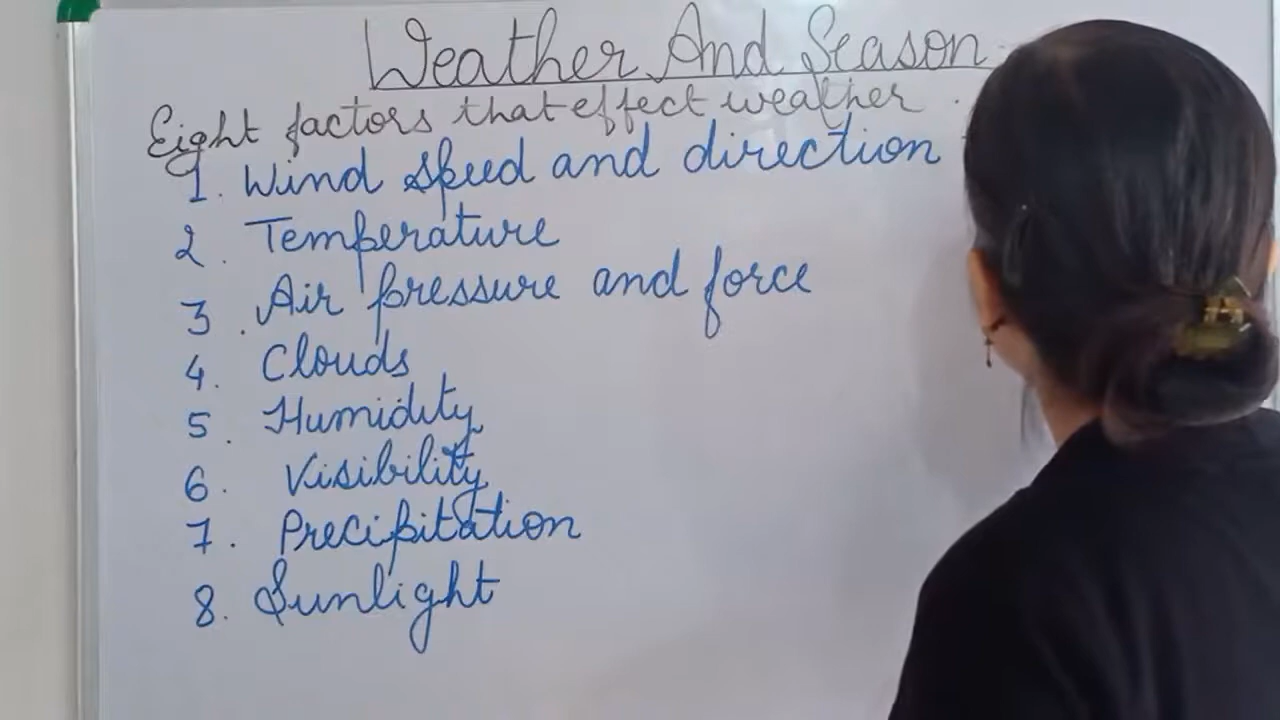 Weather And Season
Eight factors that effect weather
1. Wind speed and direction
2. Temperature
3. Air pressure and force
4. Clouds
5. Humidity
6. Visibility
7. Precipitation
8. Sunlight